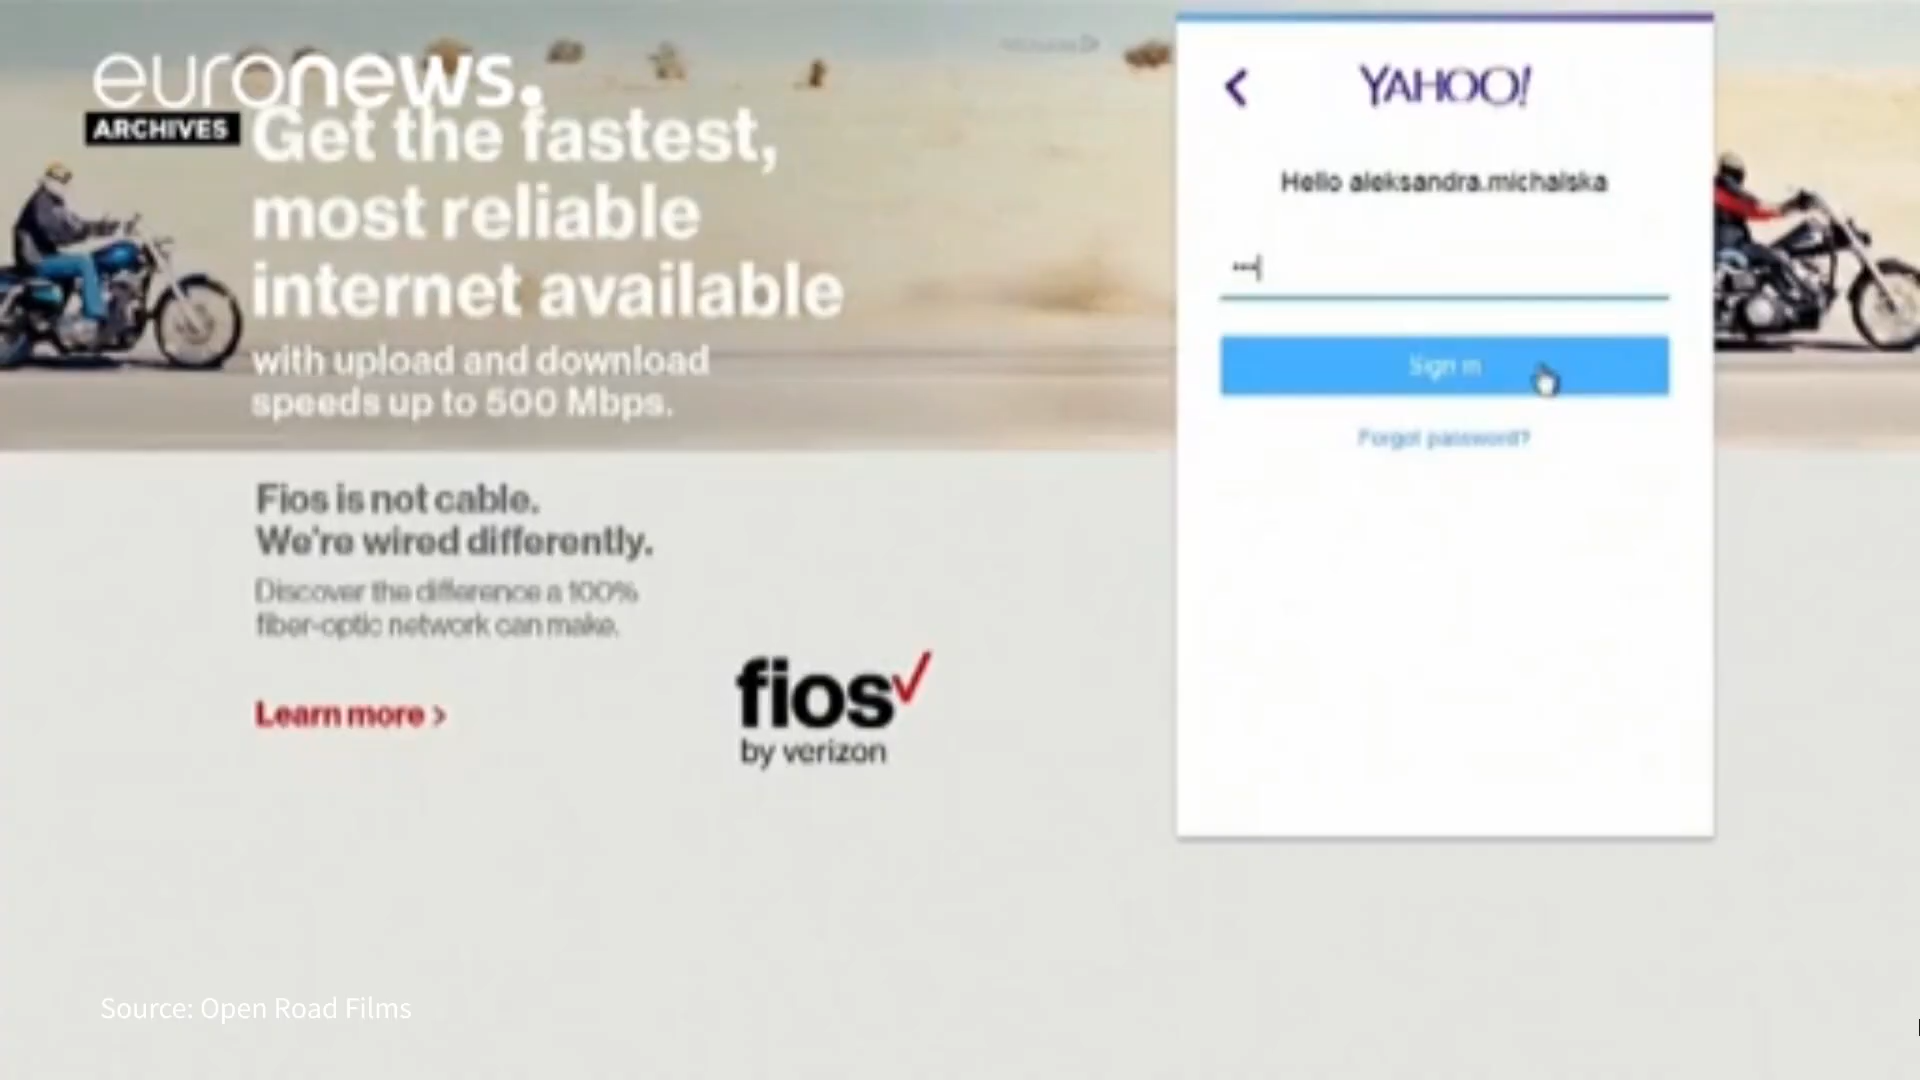 euronews.
ARCHIVES
Get the fastest,
most reliable
internet available
with upload and download
speeds up to 500 Mbps.
Fios is not cable.
We're wired differently.
Discover the difference a 100%
fiber-optic network can make.
Learn more >
fios
by verizon
YAHOO!
Hello aleksandra.michalska
Sign in
Forgot password?
Source: Open Road Films